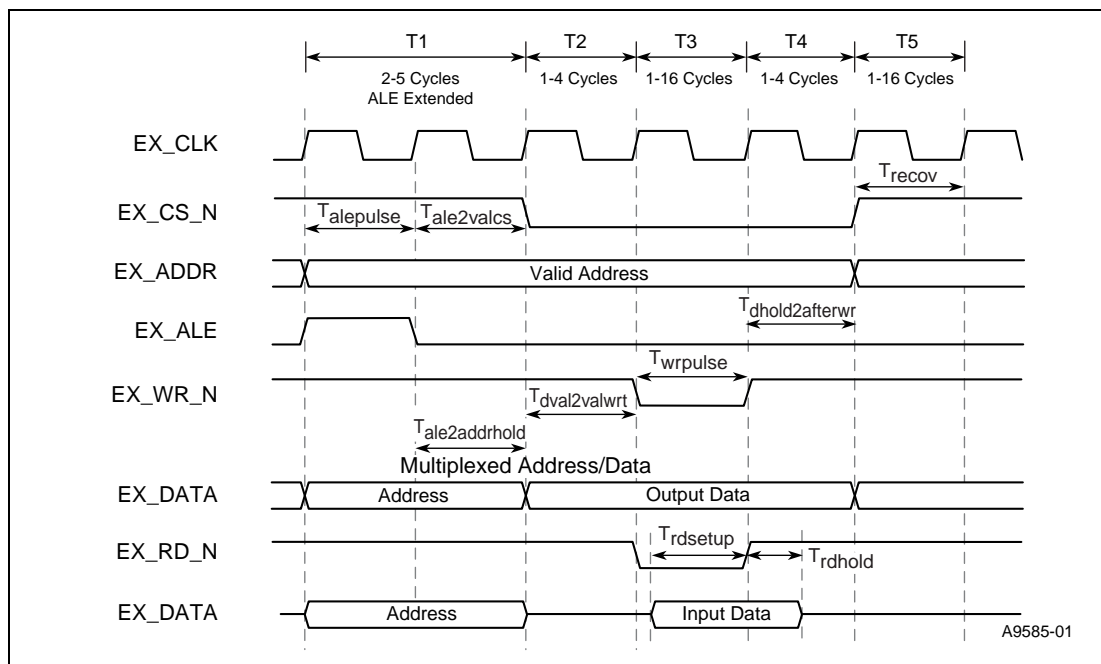 T1 T2 T3 T4 T5
2-5 Cycles 1-4 Cycles 1-16 Cycles 1-4 Cycles 1-16 Cycles
ALE Extended
EX_CLK
Trecov
EX_CS_N
Talepulse Tale2valcs
EX_ADDR Valid Address
Tdhold2afterwr
EX_ALE
Twrpulse
EX_WR_N
Tdval2valwrt
Tale2addrhold
Multiplexed Address/Data
EX_DATA Address Output Data
Trdsetup
EX_RD_N
Trdhold
EX_DATA Address Input Data
A9585-01